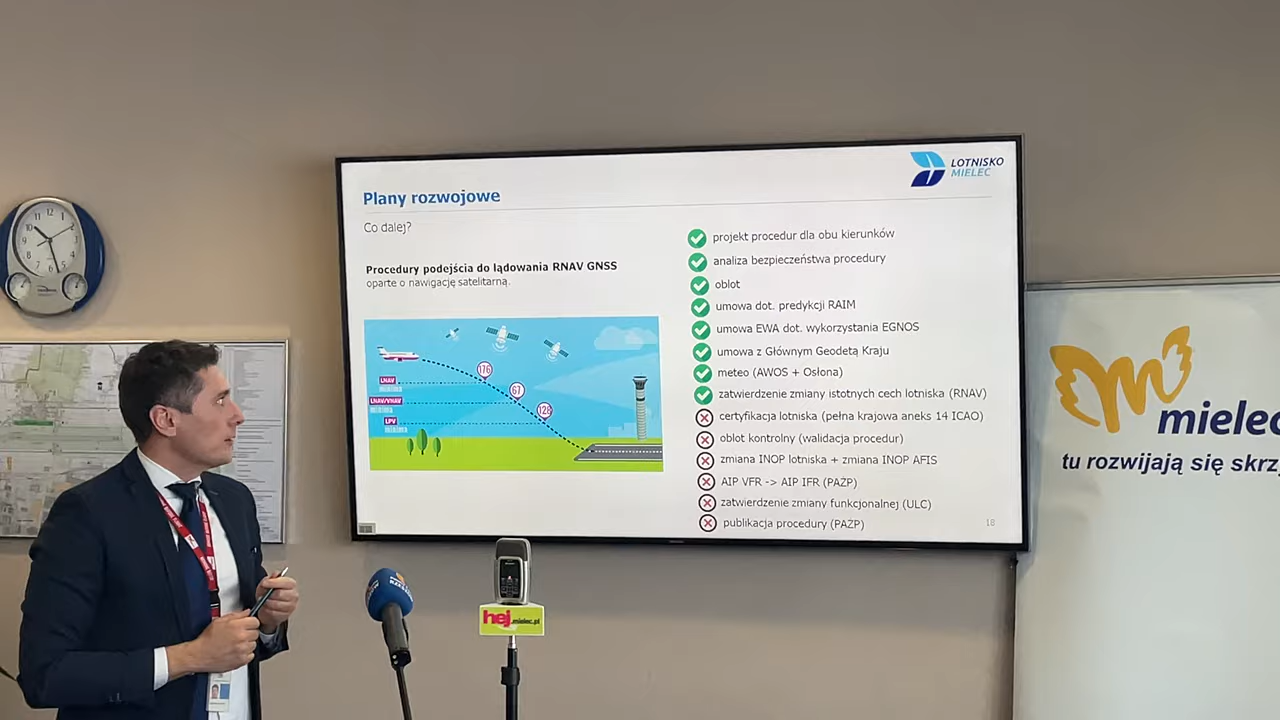 LOTNISKO
MIELEC
Plany rozwojowe
Co dalej?
Procedury podejścia do lądowania RNAV GNSS
oparte o nawigację satelitarną.
LNAV
176
LNAV/VNAV
67
LPV
128
projekt procedur dla obu kierunków
analiza bezpieczeństwa procedury
oblot
umowa dot. predykcji RAIM
umowa EWA dot. wykorzystania EGNOS
umowa z Głównym Geodetą Kraju
meteo (AWOS + Osłona)
zatwierdzenie zmiany istotnych cech lotniska (RNAV)
certyfikacja lotniska (pełna krajowa aneks 14 ICAO)
oblot kontrolny (walidacja procedur)
zmiana INOP lotniska + zmiana INOP AFIS
AIP VFR -> AIP IFR (PAŻP)
zatwierdzenie zmiany funkcjonalnej (ULC)
publikacja procedury (PAŻP)
18
mielec
tu rozwijają się skrzy
hej.mielec.pl